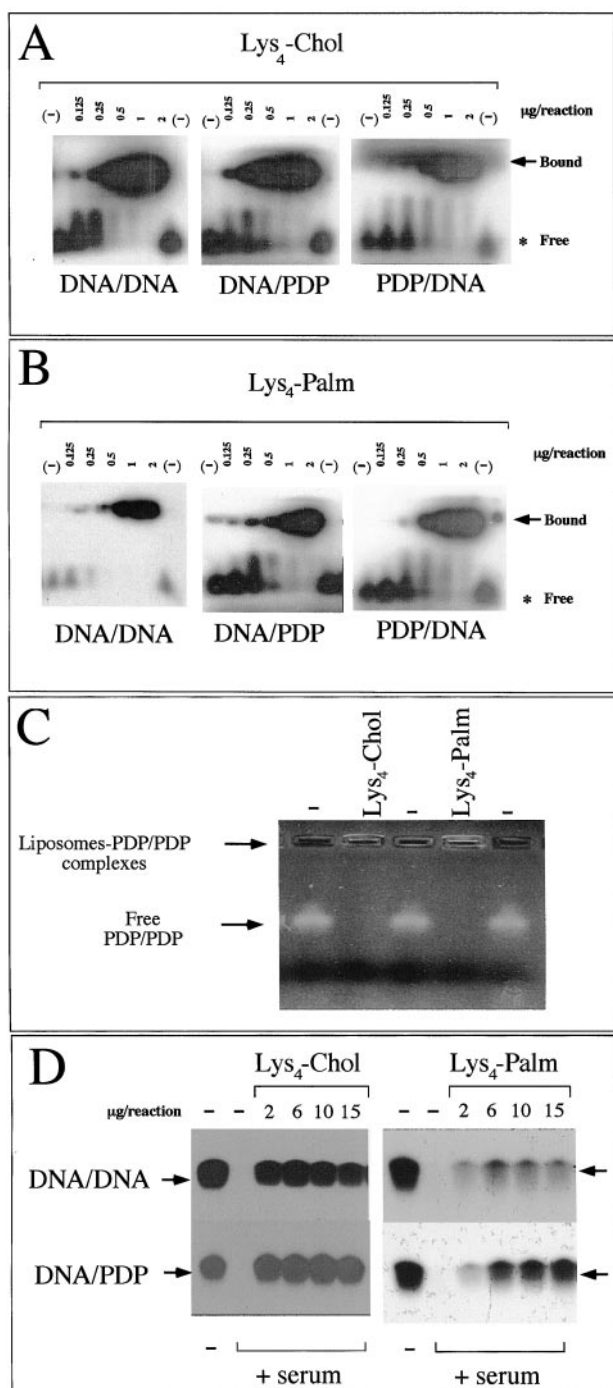 A
Lys4-Chol
(-) 0.125 0.25 0.5 1 2 (-) (-) 0.125 0.25 0.5 1 2 (-) (-) 0.125 0.25 0.5 1 2 (-) µg/reaction
Bound
* Free
DNA/DNA DNA/PDP PDP/DNA
B
Lys4-Palm
(-) 0.125 0.25 0.5 1 2 (-) (-) 0.125 0.25 0.5 1 2 (-) (-) 0.125 0.25 0.5 1 2 (-) µg/reaction
Bound
* Free
DNA/DNA DNA/PDP PDP/DNA
C
- Lys4-Chol - Lys4-Palm -
Liposomes-PDP/PDP
complexes
Free
PDP/PDP
D
Lys4-Chol Lys4-Palm
µg/reaction - - 2 6 10 15 - - 2 6 10 15
DNA/DNA
DNA/PDP
- + serum - + serum